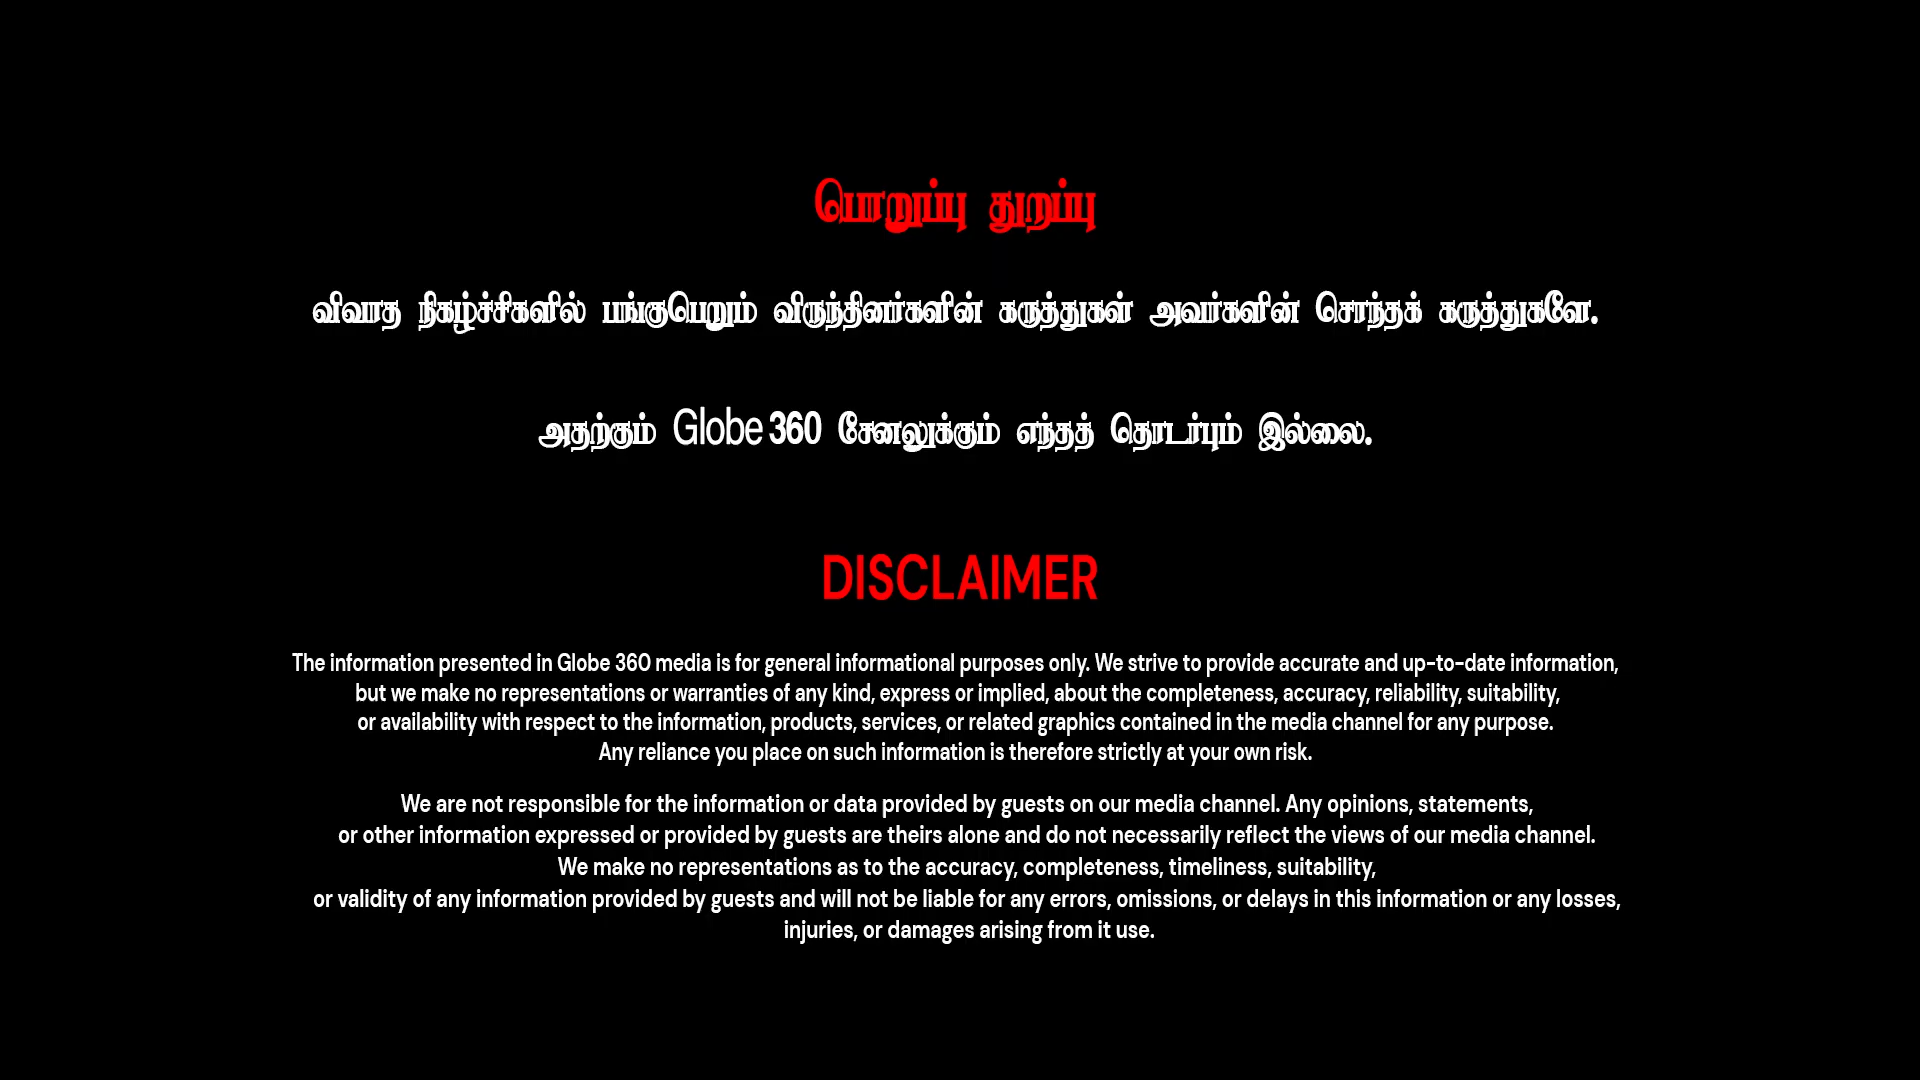 பொறுப்பு துறப்பு
விவாத நிகழ்ச்சிகளில் பங்குபெறும் விருந்தினர்களின் கருத்துகள் அவர்களின் சொந்தக் கருத்துகளே.
அதற்கும் Globe 360 சேனலுக்கும் எந்தத் தொடர்பும் இல்லை.
DISCLAIMER
The information presented in Globe 360 media is for general informational purposes only. We strive to provide accurate and up-to-date information,
but we make no representations or warranties of any kind, express or implied, about the completeness, accuracy, reliability, suitability,
or availability with respect to the information, products, services, or related graphics contained in the media channel for any purpose.
Any reliance you place on such information is therefore strictly at your own risk.
We are not responsible for the information or data provided by guests on our media channel. Any opinions, statements,
or other information expressed or provided by guests are theirs alone and do not necessarily reflect the views of our media channel.
We make no representations as to the accuracy, completeness, timeliness, suitability,
or validity of any information provided by guests and will not be liable for any errors, omissions, or delays in this information or any losses,
injuries, or damages arising from it use.